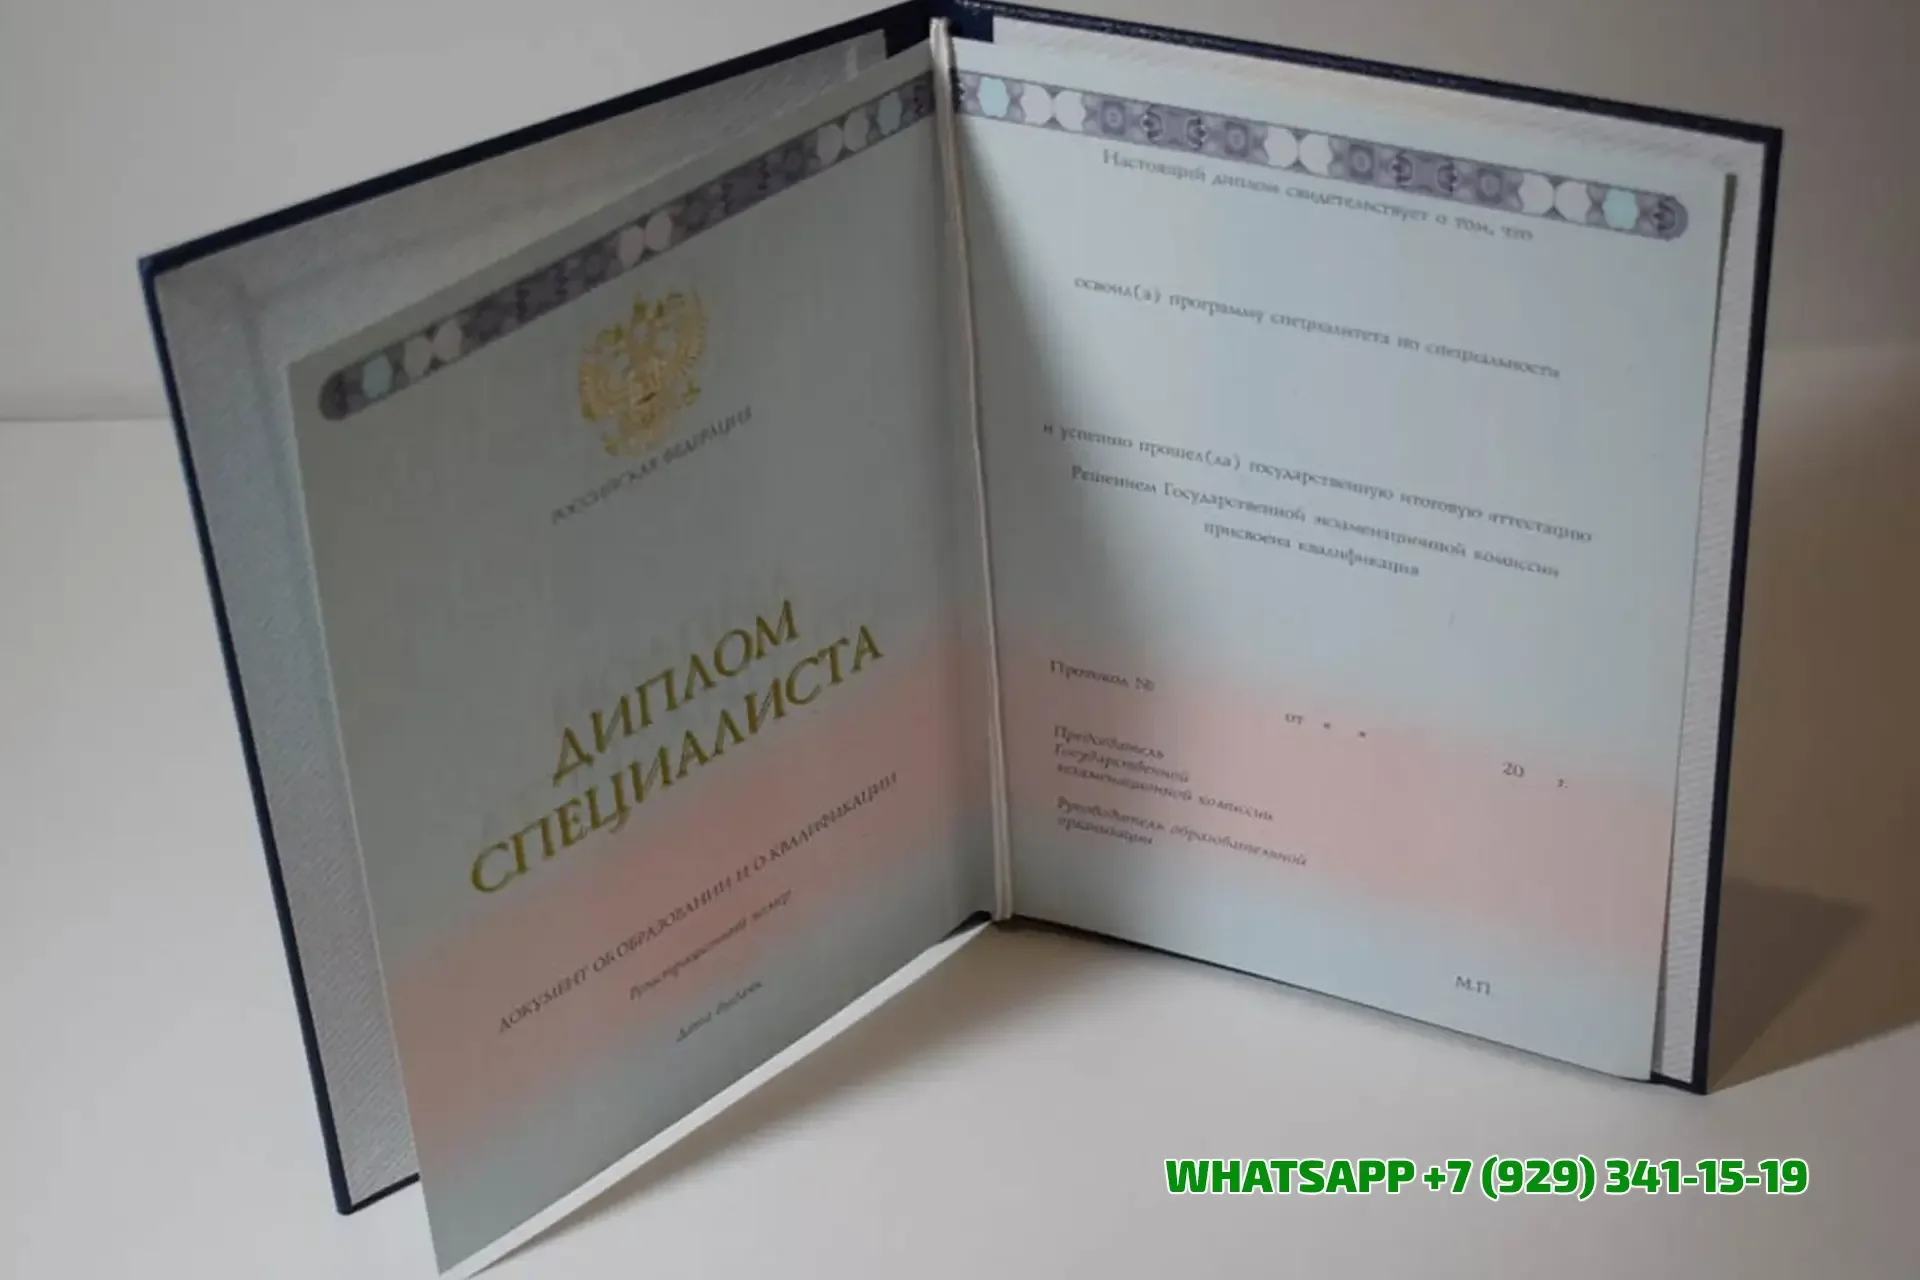 РОССИЙСКАЯ ФЕДЕРАЦИЯ
ДИПЛОМ
СПЕЦИАЛИСТА
ДОКУМЕНТ ОБ ОБРАЗОВАНИИ И О КВАЛИФИКАЦИИ
Регистрационный номер
Дата выдачи
Настоящий диплом свидетельствует о том, что
освоил(а) программу специалитета по специальности
и успешно прошел(ла) государственную итоговую аттестацию
Решением Государственной экзаменационной комиссии
присвоена квалификация
Протокол №
от « »
20 г.
Председатель
Государственной
экзаменационной комиссии
Руководитель образовательной
организации
М.П.
WHATSAPP +7 (929) 341-15-19